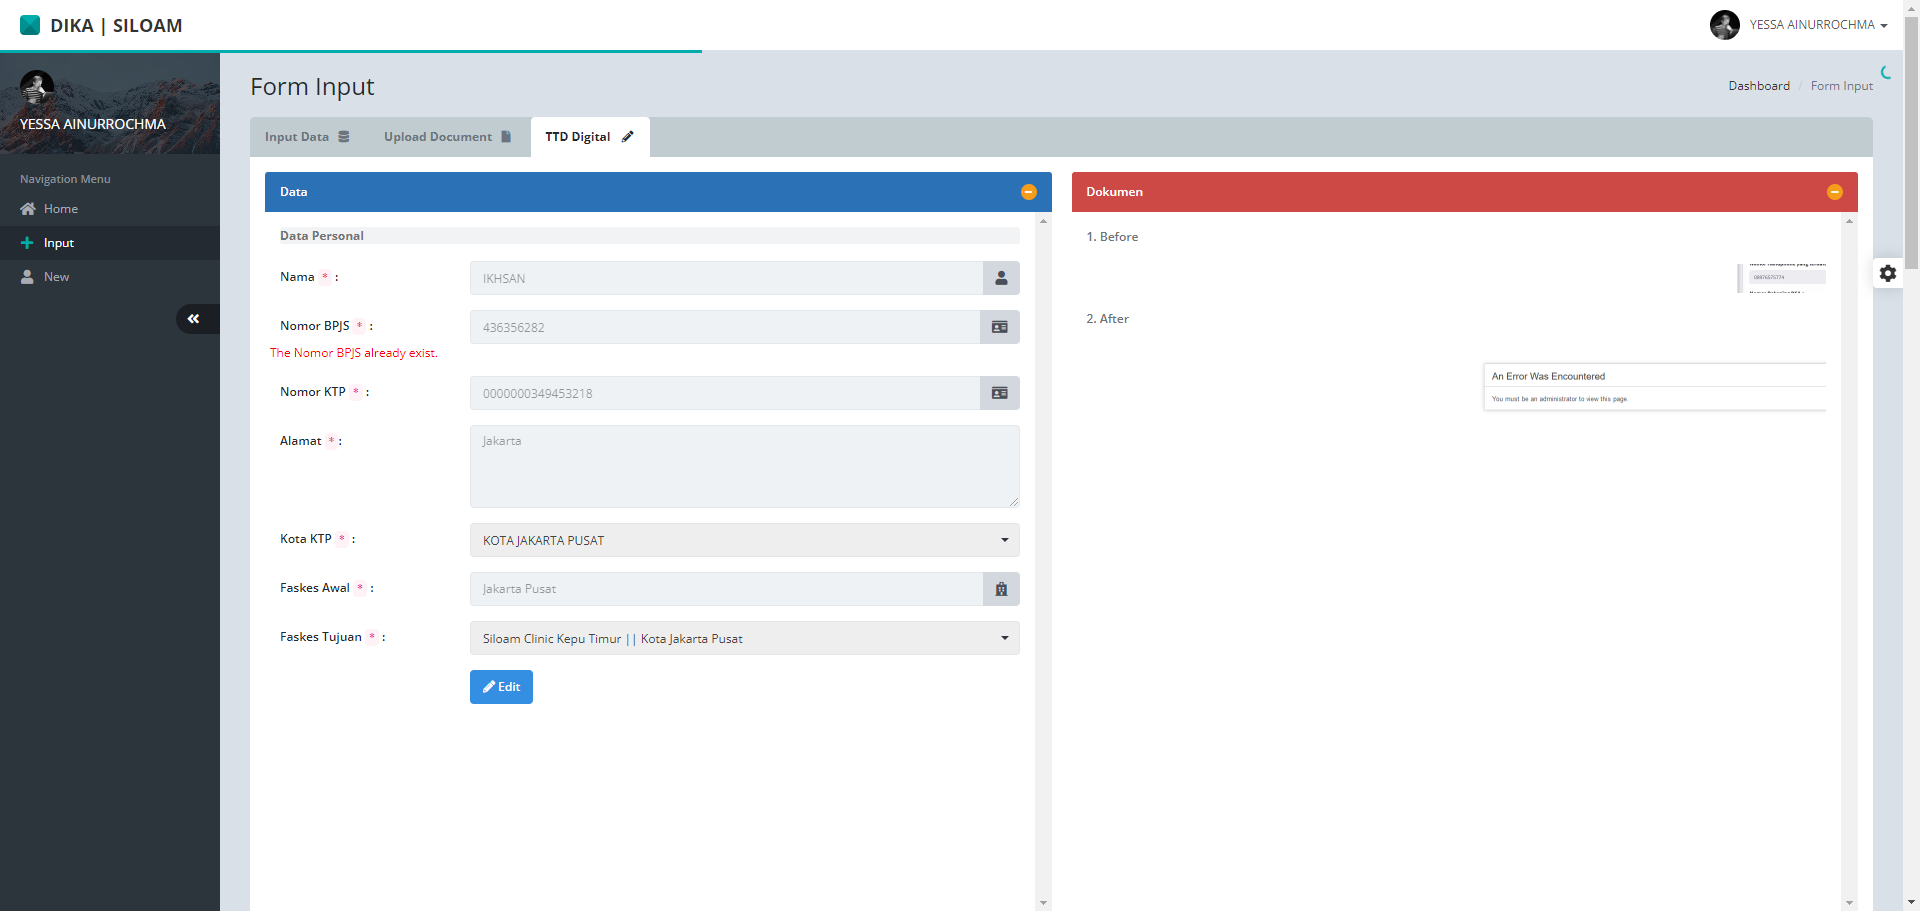 DIKA | SILOAM
YESSA AINURROCHMA
YESSA AINURROCHMA
Navigation Menu
Home
Input
New
Form Input
Dashboard / Form Input
Input Data
Upload Document
TTD Digital
Data
Data Personal
Nama * :
IKHSAN
Nomor BPJS * :
436356282
The Nomor BPJS already exist.
Nomor KTP * :
0000000349453218
Alamat * :
Jakarta
Kota KTP * :
KOTA JAKARTA PUSAT
Faskes Awal * :
Jakarta Pusat
Faskes Tujuan * :
Siloam Clinic Kepu Timur || Kota Jakarta Pusat
Edit
Dokumen
1. Before
2. After
An Error Was Encountered
You must be an administrator to view this page.